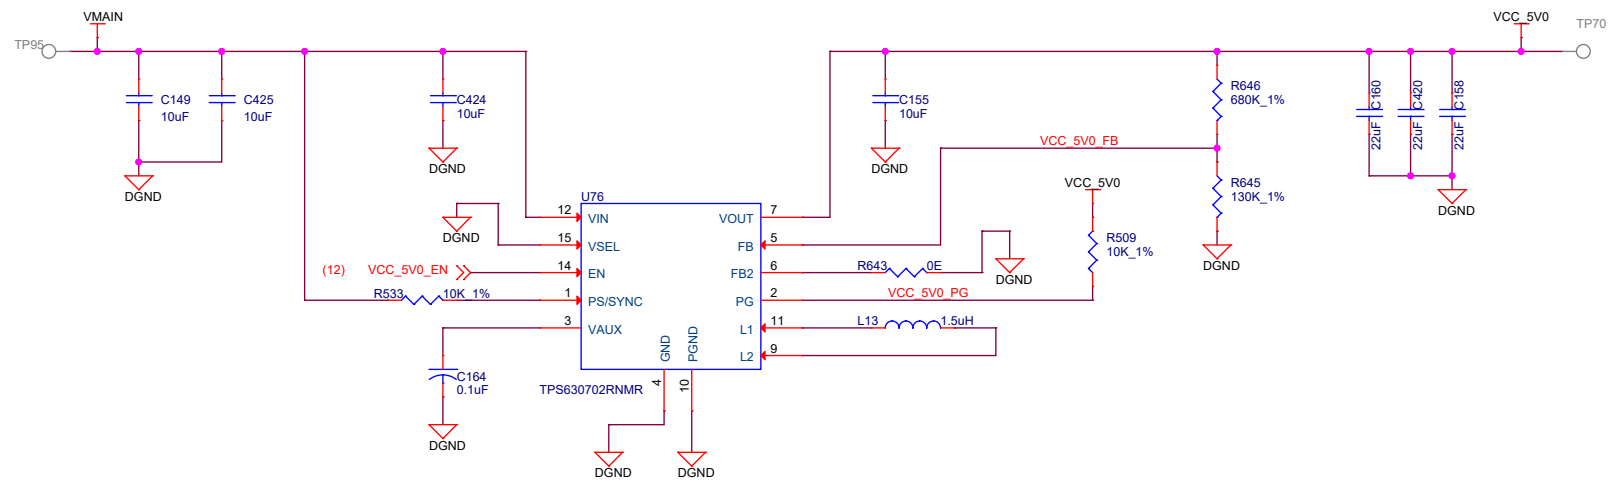 VMAIN
VCC_5V0
TP95
TP70
C149
10uF
C425
10uF
C424
10uF
C155
10uF
R646
680K_1%
C160
22uF
C420
22uF
C158
22uF
DGND
DGND
DGND
DGND
VCC_5V0_FB
R645
130K_1%
DGND
VCC_5V0
R509
10K_1%
U76
12
VIN
VOUT
7
DGND
15
VSEL
FB
5
(12)
VCC_5V0_EN
14
EN
FB2
6
R643
0E
DGND
R533
10K_1%
1
PS/SYNC
PG
2
VCC_5V0_PG
3
VAUX
L1
11
L13
1.5uH
L2
9
GND
PGND
4
10
TPS630702RNMR
C164
0.1uF
DGND
DGND
DGND